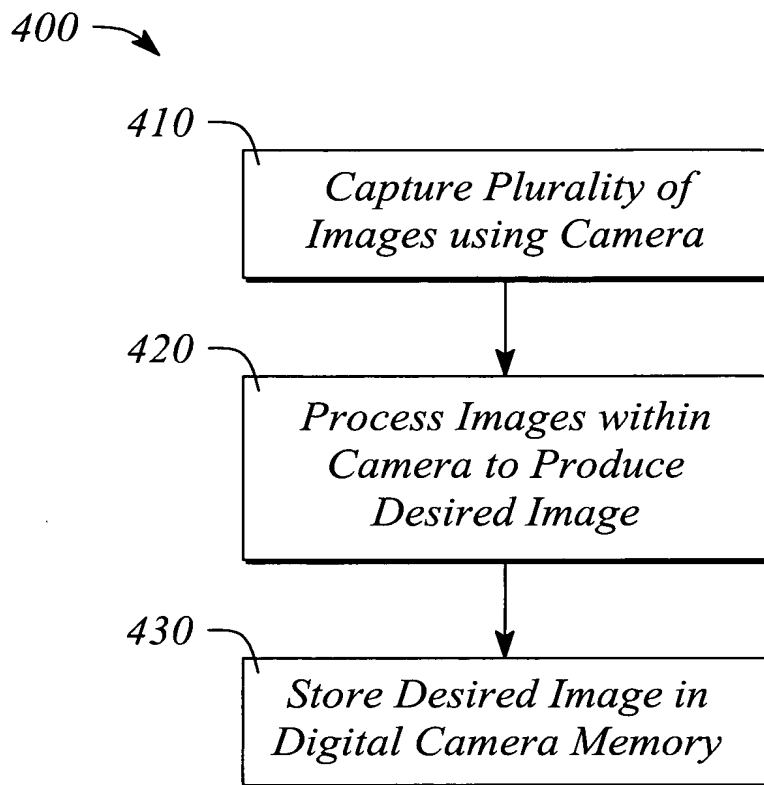 400
410
Capture Plurality of
Images using Camera
420
Process Images within
Camera to Produce
Desired Image
430
Store Desired Image in
Digital Camera Memory